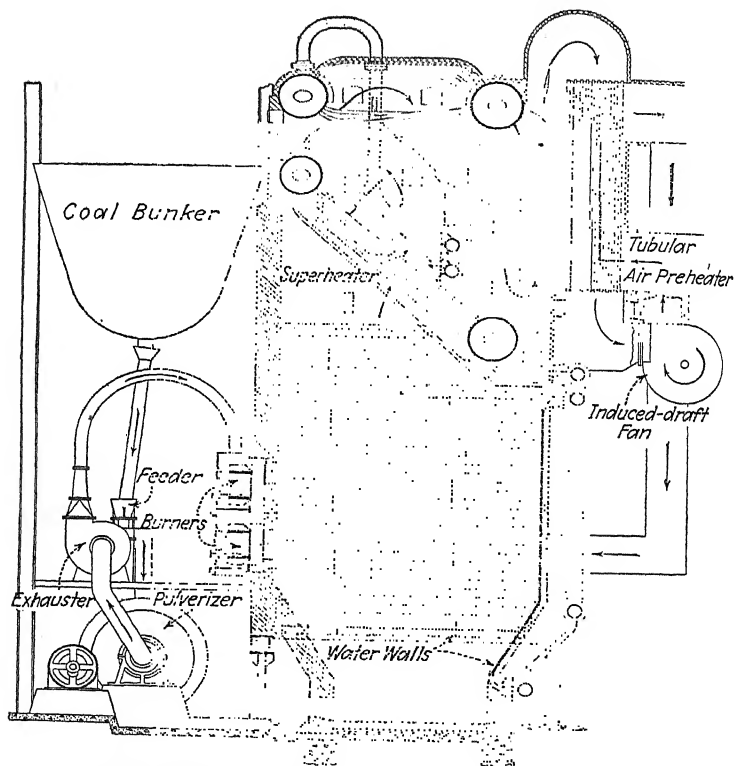 Coal Bunker
Superheater
Tubular
Air Preheater
Induced-draft
Fan
Feeder
Burners
Exhauster
Pulverizer
Water Walls